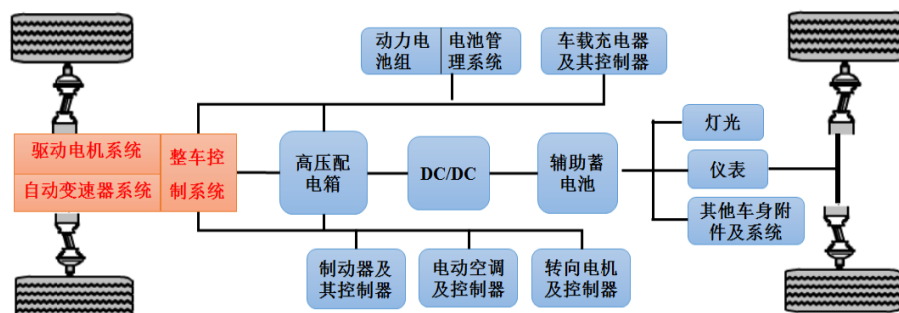 动力电
池组
电池管
理系统
车载充电器
及其控制器
驱动电机系统
自动变速器系统
整车控
制系统
高压配
电箱
DC/DC
辅助蓄
电池
灯光
仪表
其他车身附
件及系统
制动器及
其控制器
电动空调
及控制器
转向电机
及控制器